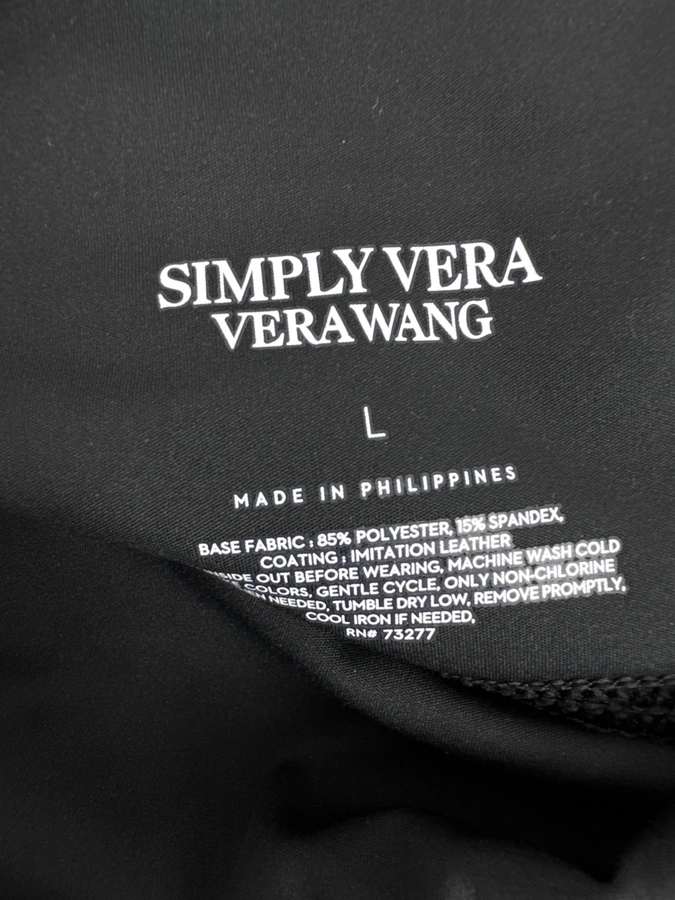 SIMPLY VERA
VERA WANG
L
MADE IN PHILIPPINES
BASE FABRIC : 85% POLYESTER, 15% SPANDEX,
COATING : IMITATION LEATHER
OUT BEFORE WEARING, MACHINE WASH COLD
COLORS, GENTLE CYCLE, ONLY NON-CHLORINE
NEEDED, TUMBLE DRY LOW, REMOVE PROMPTLY,
COOL IRON IF NEEDED,
RN# 73277